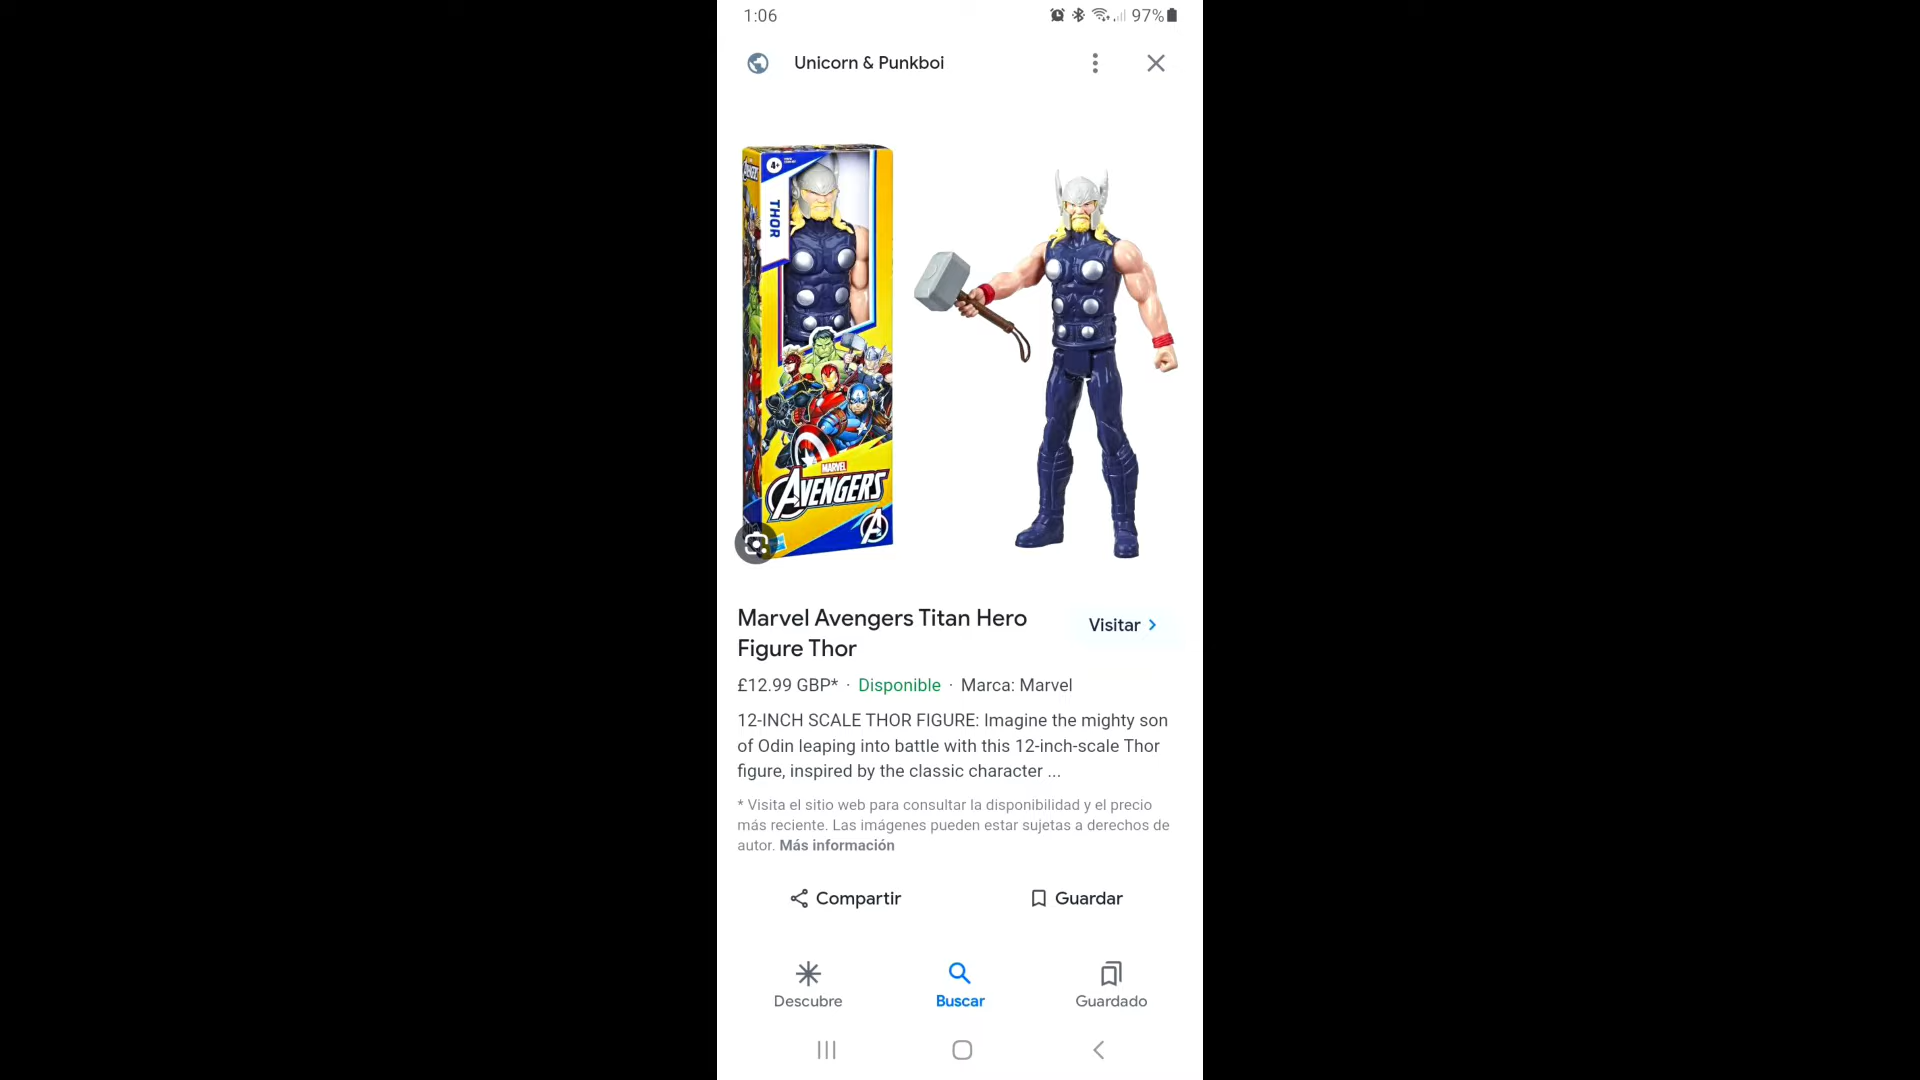 1:06
97%
Unicorn & Punkboi
4+
THOR
MARVEL
AVENGERS
Marvel Avengers Titan Hero
Figure Thor
Visitar
£12.99 GBP* · Disponible · Marca: Marvel
12-INCH SCALE THOR FIGURE: Imagine the mighty son
of Odin leaping into battle with this 12-inch-scale Thor
figure, inspired by the classic character ...
* Visita el sitio web para consultar la disponibilidad y el precio
más reciente. Las imágenes pueden estar sujetas a derechos de
autor. Más información
Compartir
Guardar
Descubre
Buscar
Guardado